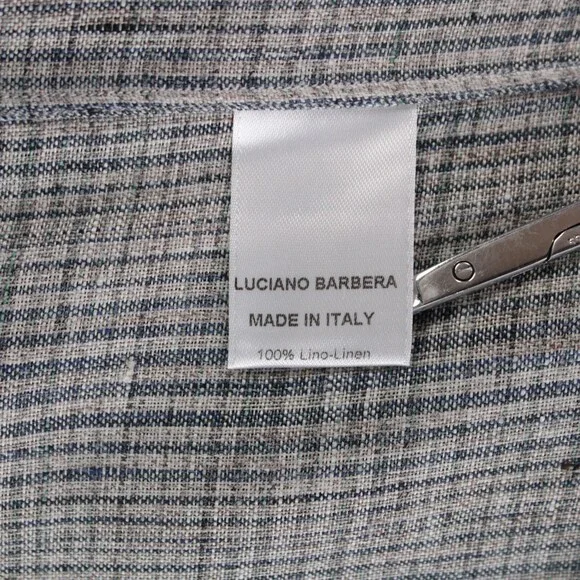 LUCIANO BARBERA
MADE IN ITALY
100% Lino-Linen